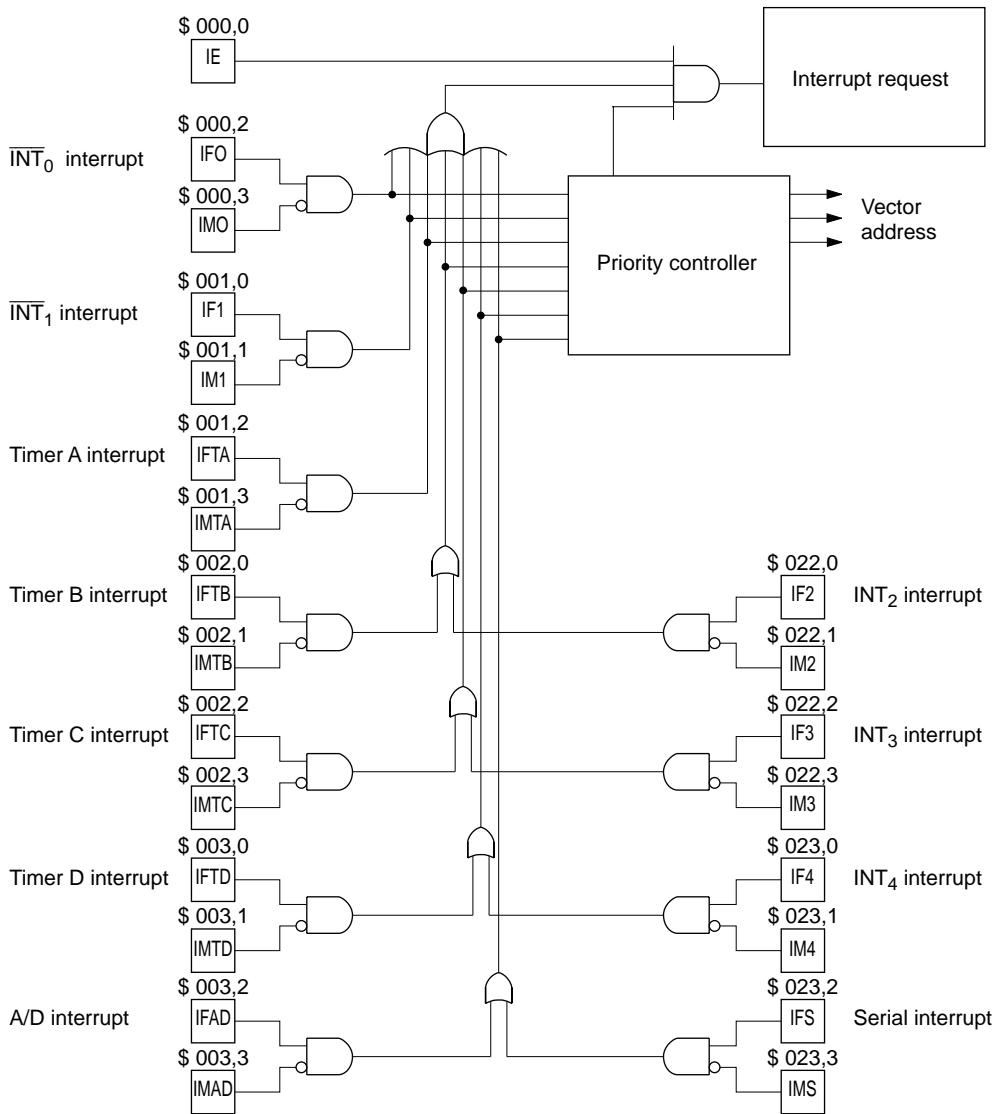 $ 000,0
IE
Interrupt request
$ 000,2
INT0 interrupt
IFO
$ 000,3
IMO
Vector
address
Priority controller
$ 001,0
INT1 interrupt
IF1
$ 001,1
IM1
$ 001,2
Timer A interrupt
IFTA
$ 001,3
IMTA
$ 002,0
Timer B interrupt
IFTB
$ 002,1
IMTB
$ 022,0
IF2
INT2 interrupt
$ 022,1
IM2
$ 002,2
Timer C interrupt
IFTC
$ 002,3
IMTC
$ 022,2
IF3
INT3 interrupt
$ 022,3
IM3
$ 003,0
Timer D interrupt
IFTD
$ 003,1
IMTD
$ 023,0
IF4
INT4 interrupt
$ 023,1
IM4
$ 003,2
A/D interrupt
IFAD
$ 003,3
IMAD
$ 023,2
IFS
Serial interrupt
$ 023,3
IMS